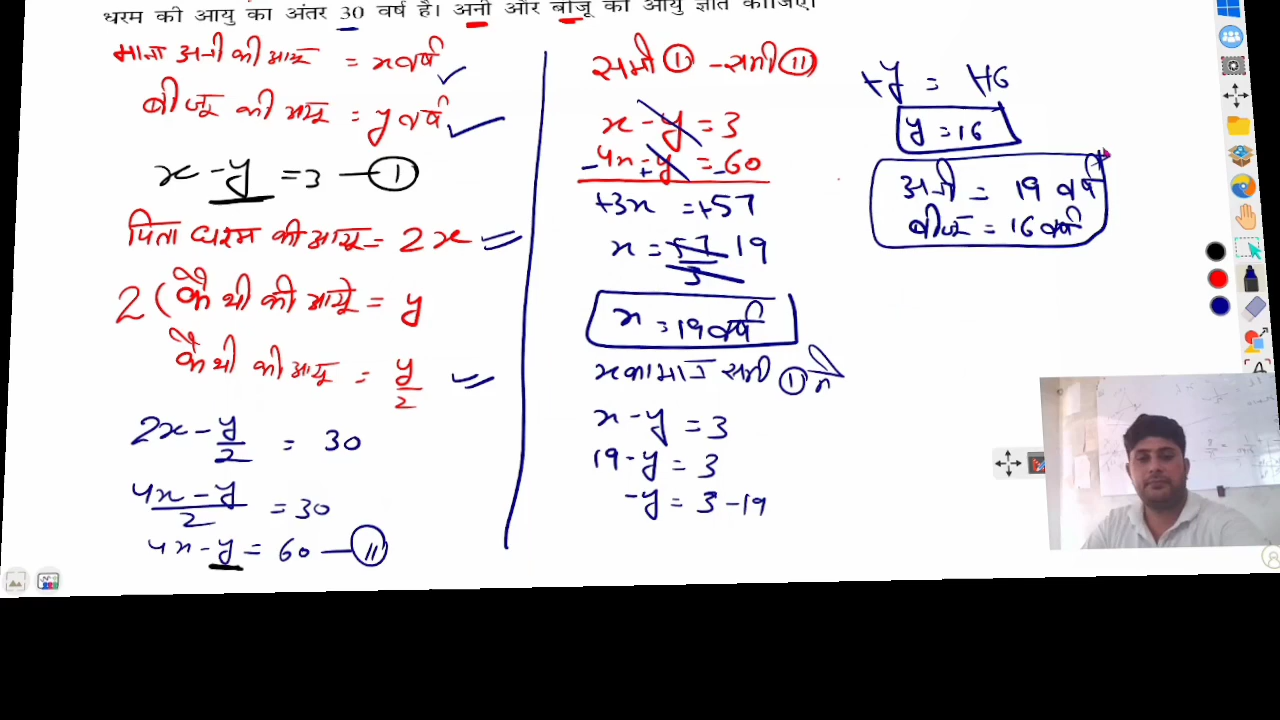 धरम की आयु का अंतर 30 वर्ष है। अनी और बीजू की आयु ज्ञात कीजिए।
माना अनी की आयु = x वर्ष
बीजू की आयु = y वर्ष
x - y = 3 — ①
पिता धरम की आयु = 2x
2 (कैथी की आयु = y
कैथी की आयु = y/2
2x - y/2 = 30
4x - y/2 = 30
4x - y = 60 — ⑪
समी ① - समी ⑪
x - y = 3
4x - y = 60
- + -
+3x = +57
x = 57/3 19
x = 19 वर्ष
x का मान समी ① में
x - y = 3
19 - y = 3
-y = 3 - 19
+y = +16
y = 16
अनी = 19 वर्ष
बीजू = 16 वर्ष